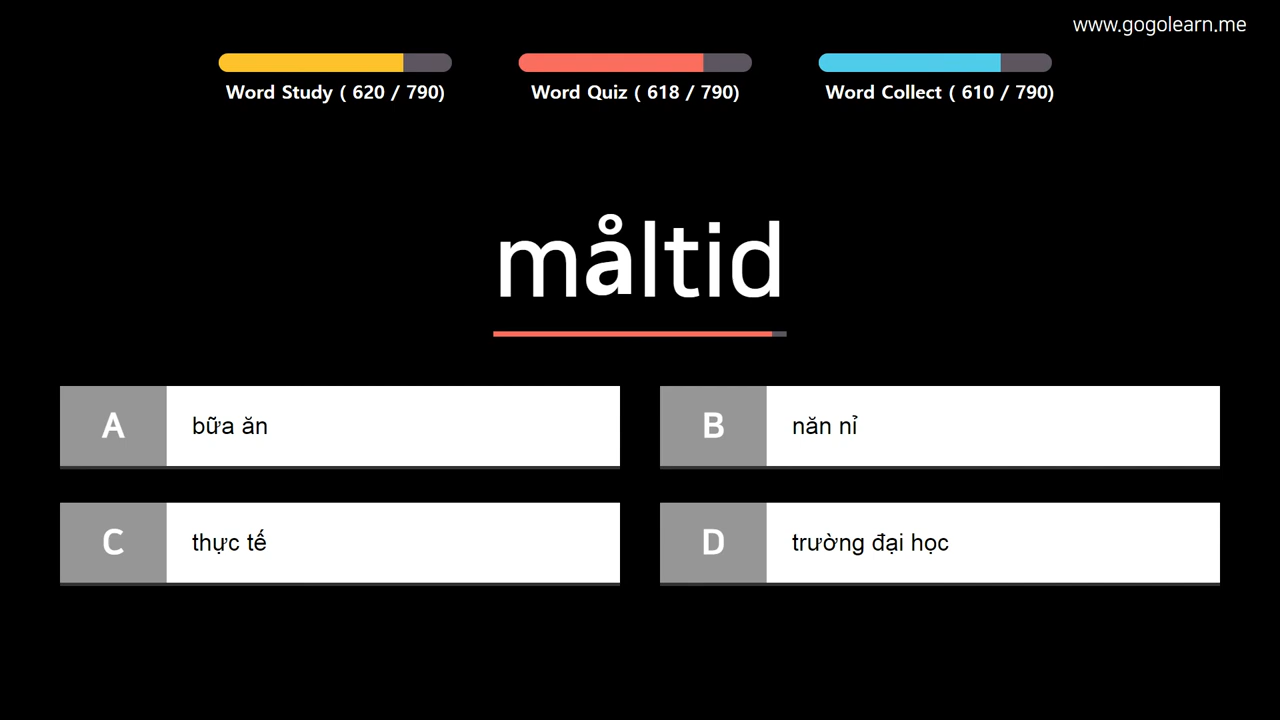 www.gogolearn.me
Word Study ( 620 / 790)
Word Quiz ( 618 / 790)
Word Collect ( 610 / 790)
måltid
A
bữa ăn
B
năn nỉ
C
thực tế
D
trường đại học